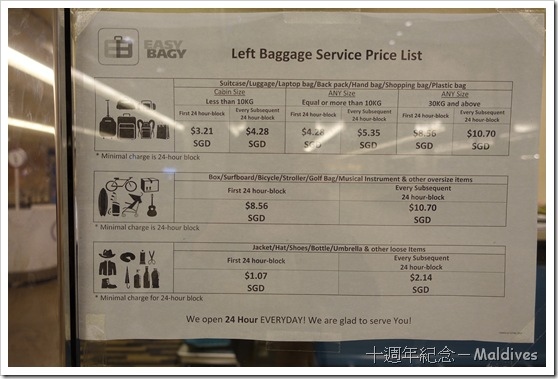 EASY
BAGY
Left Baggage Service Price List
Suitcase/Luggage/Laptop bag/Back pack/Hand bag/Shopping bag/Plastic bag
Cabin Size
Less than 10KG
ANY Size
Equal or more than 10KG
ANY Size
30KG and above
First 24 hour-block
Every Subsequent
24 hour-block
First 24 hour-block
Every Subsequent
24 hour-block
First 24 hour-block
Every Subsequent
24 hour-block
$3.21
SGD
$4.28
SGD
$4.28
SGD
$5.35
SGD
$8.56
SGD
$10.70
SGD
* Minimal charge is 24-hour block
Box/Surfboard/Bicycle/Stroller/Golf Bag/Musical Instrument & other oversize items
First 24 hour-block
Every Subsequent
24 hour-block
$8.56
SGD
$10.70
SGD
* Minimal charge is 24-hour block
Jacket/Hat/Shoes/Bottle/Umbrella & other loose Items
First 24 hour-block
Every Subsequent
24 hour-block
$1.07
SGD
$2.14
SGD
* Minimal charge for 24-hour block
We open 24 Hour EVERYDAY! We are glad to serve You!
十週年紀念－Maldives